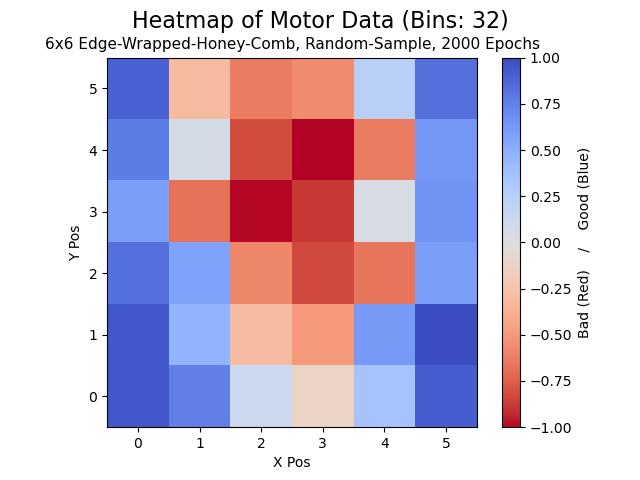 Heatmap of Motor Data (Bins: 32)
6x6 Edge-Wrapped-Honey-Comb, Random-Sample, 2000 Epochs
5
4
3
2
1
0
Y Pos
0 1 2 3 4 5
X Pos
1.00
0.75
0.50
0.25
0.00
−0.25
−0.50
−0.75
−1.00
Bad (Red) / Good (Blue)